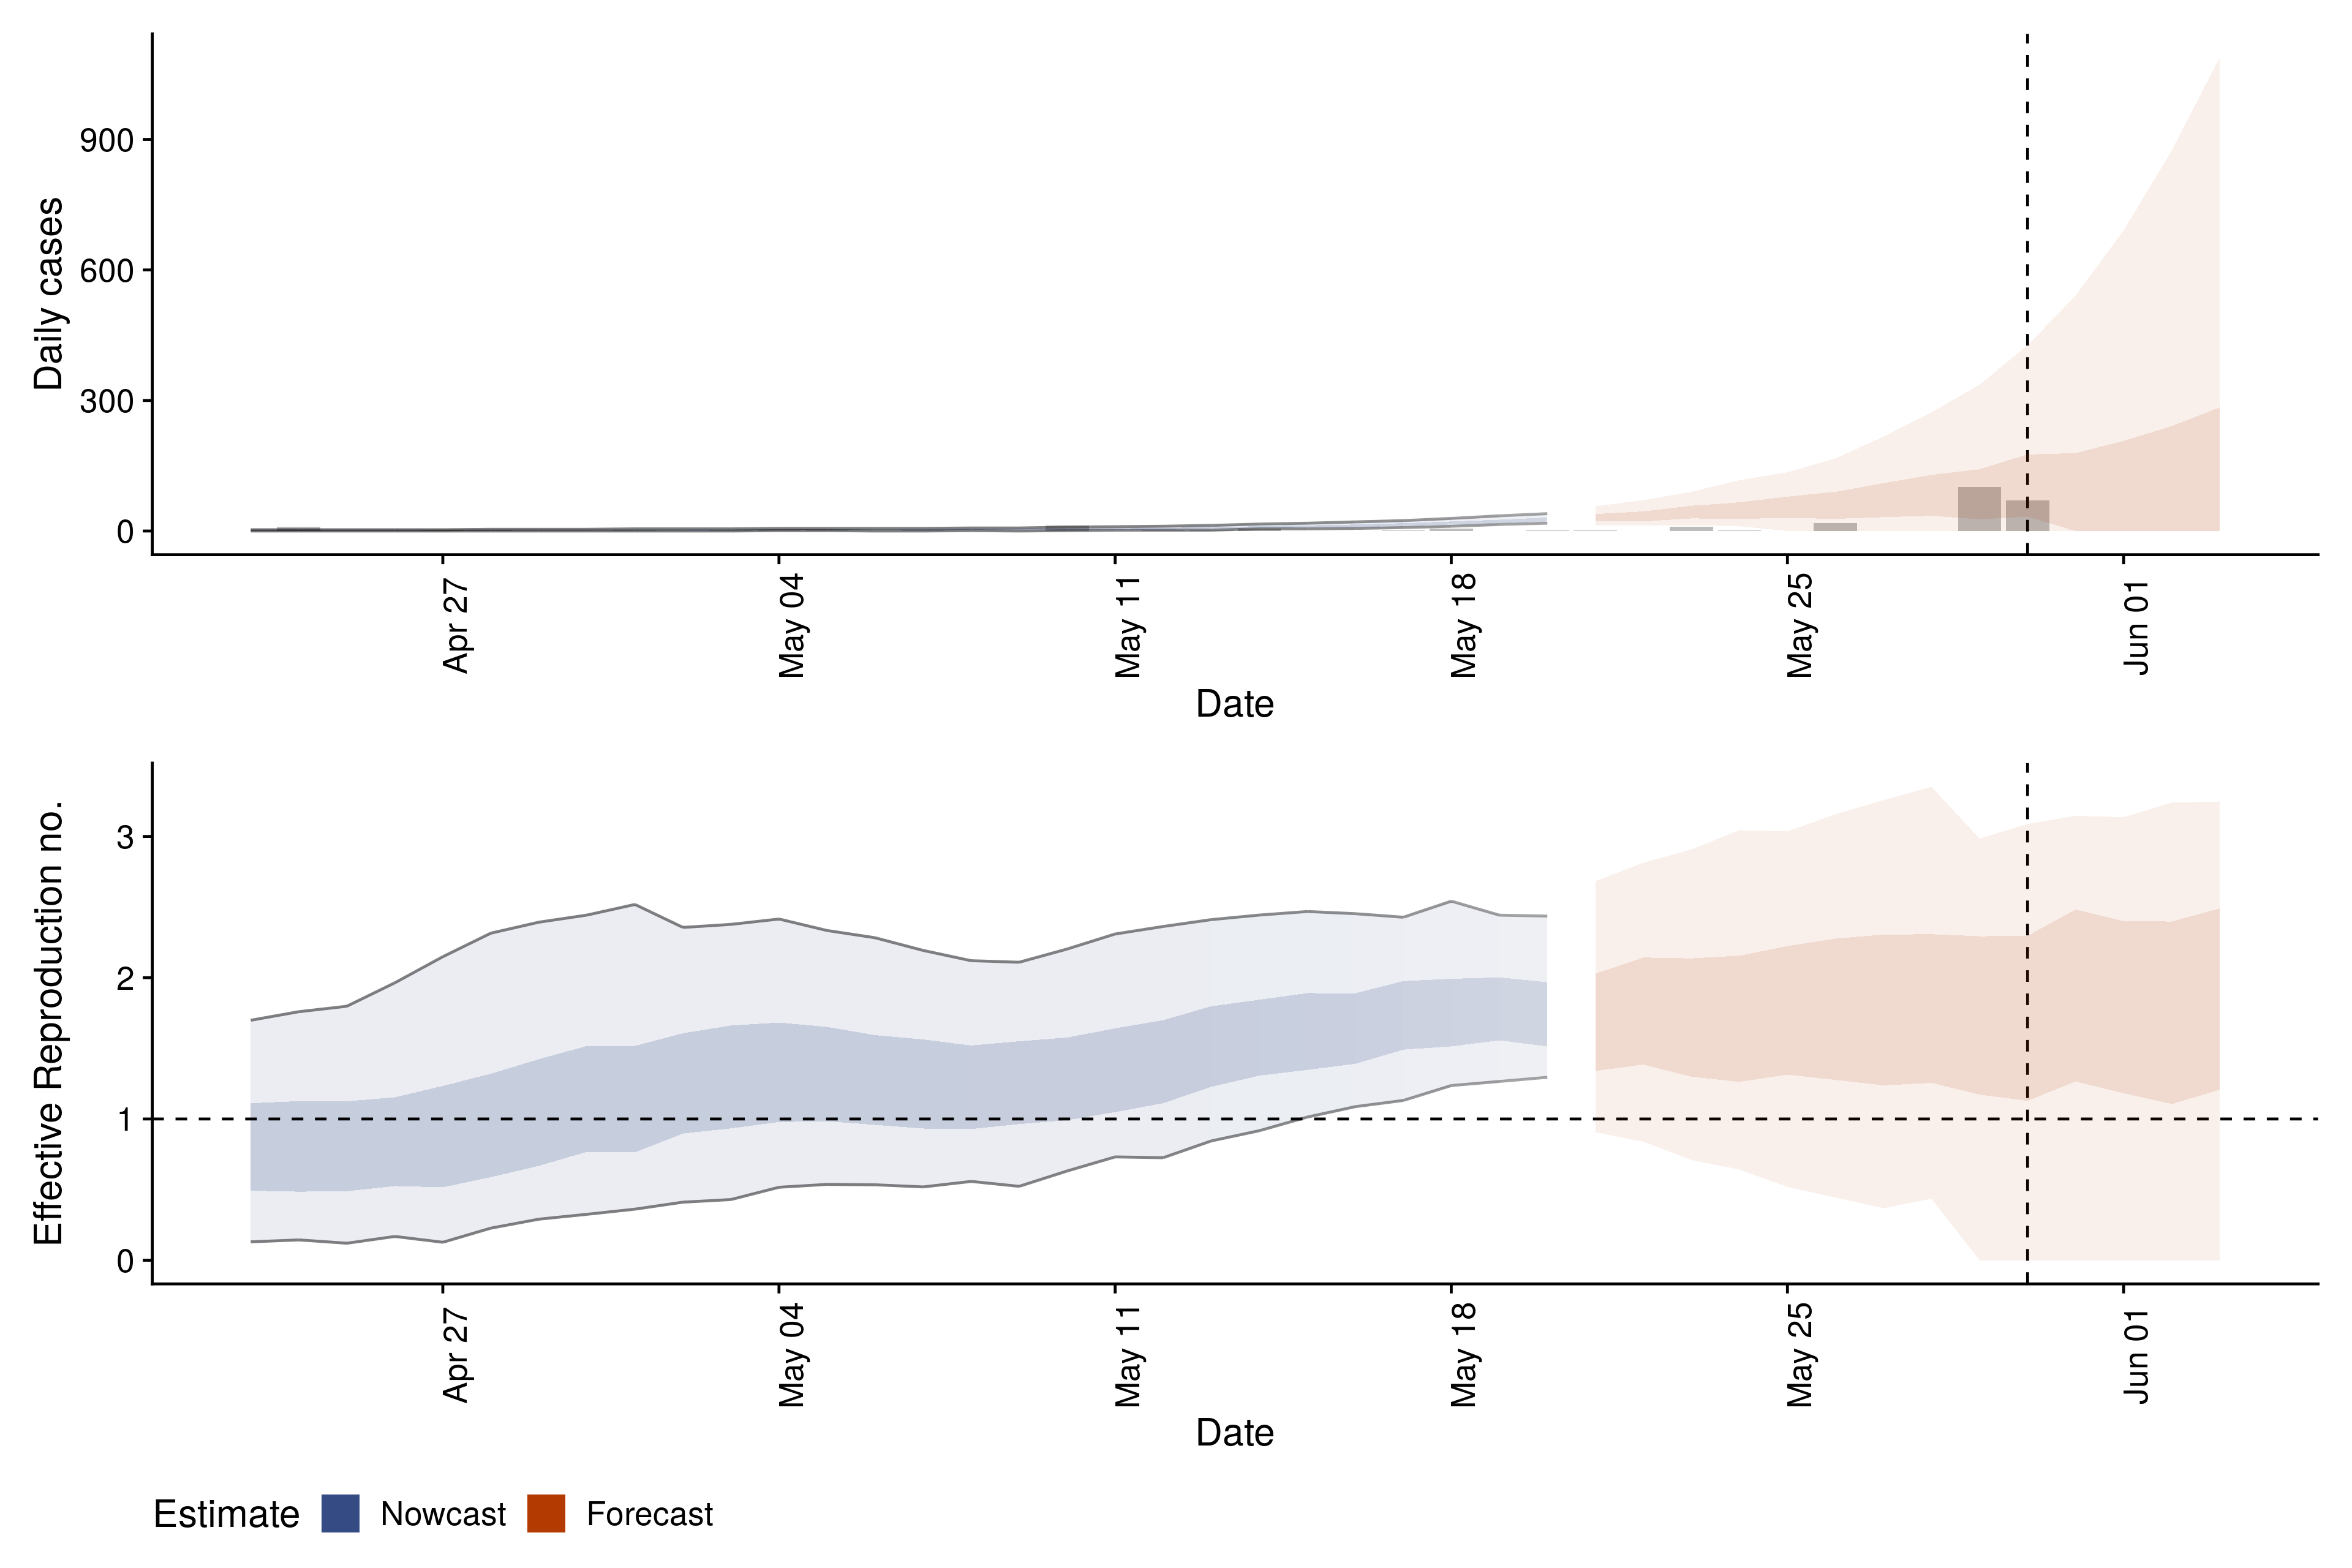 Daily cases
900
600
300
0
Apr 27
May 04
May 11
May 18
May 25
Jun 01
Date
Effective Reproduction no.
3
2
1
0
Apr 27
May 04
May 11
May 18
May 25
Jun 01
Date
Estimate Nowcast Forecast